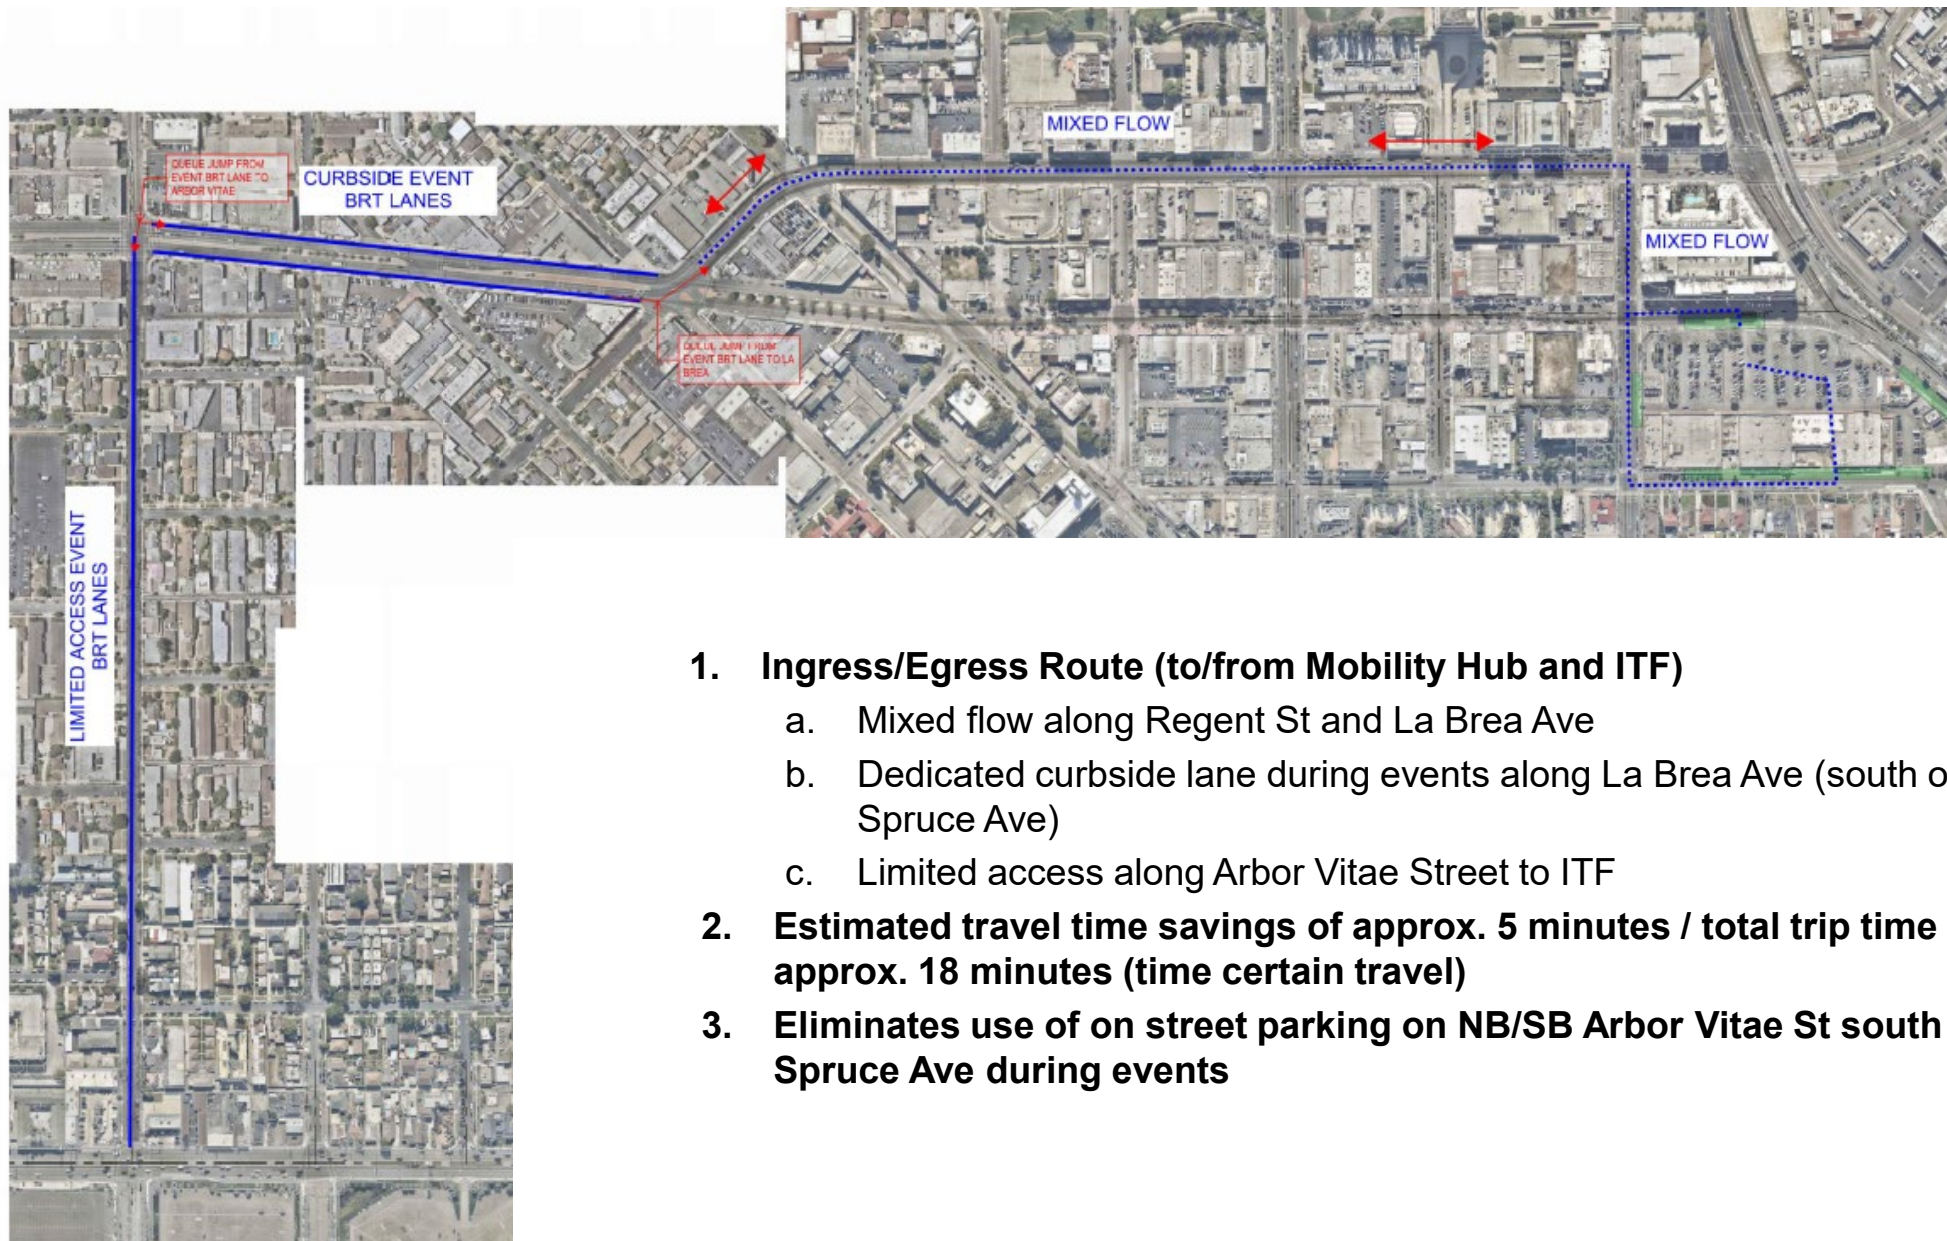 MIXED FLOW
QUEUE JUMP FROM
EVENT BRT LANE TO
ARBOR VITAE
CURBSIDE EVENT
BRT LANES
MIXED FLOW
QUEUE JUMP FROM
EVENT BRT LANE TO LA
BREA
LIMITED ACCESS EVENT
BRT LANES
1. Ingress/Egress Route (to/from Mobility Hub and ITF)
a. Mixed flow along Regent St and La Brea Ave
b. Dedicated curbside lane during events along La Brea Ave (south o
Spruce Ave)
c. Limited access along Arbor Vitae Street to ITF
2. Estimated travel time savings of approx. 5 minutes / total trip time
approx. 18 minutes (time certain travel)
3. Eliminates use of on street parking on NB/SB Arbor Vitae St south
Spruce Ave during events